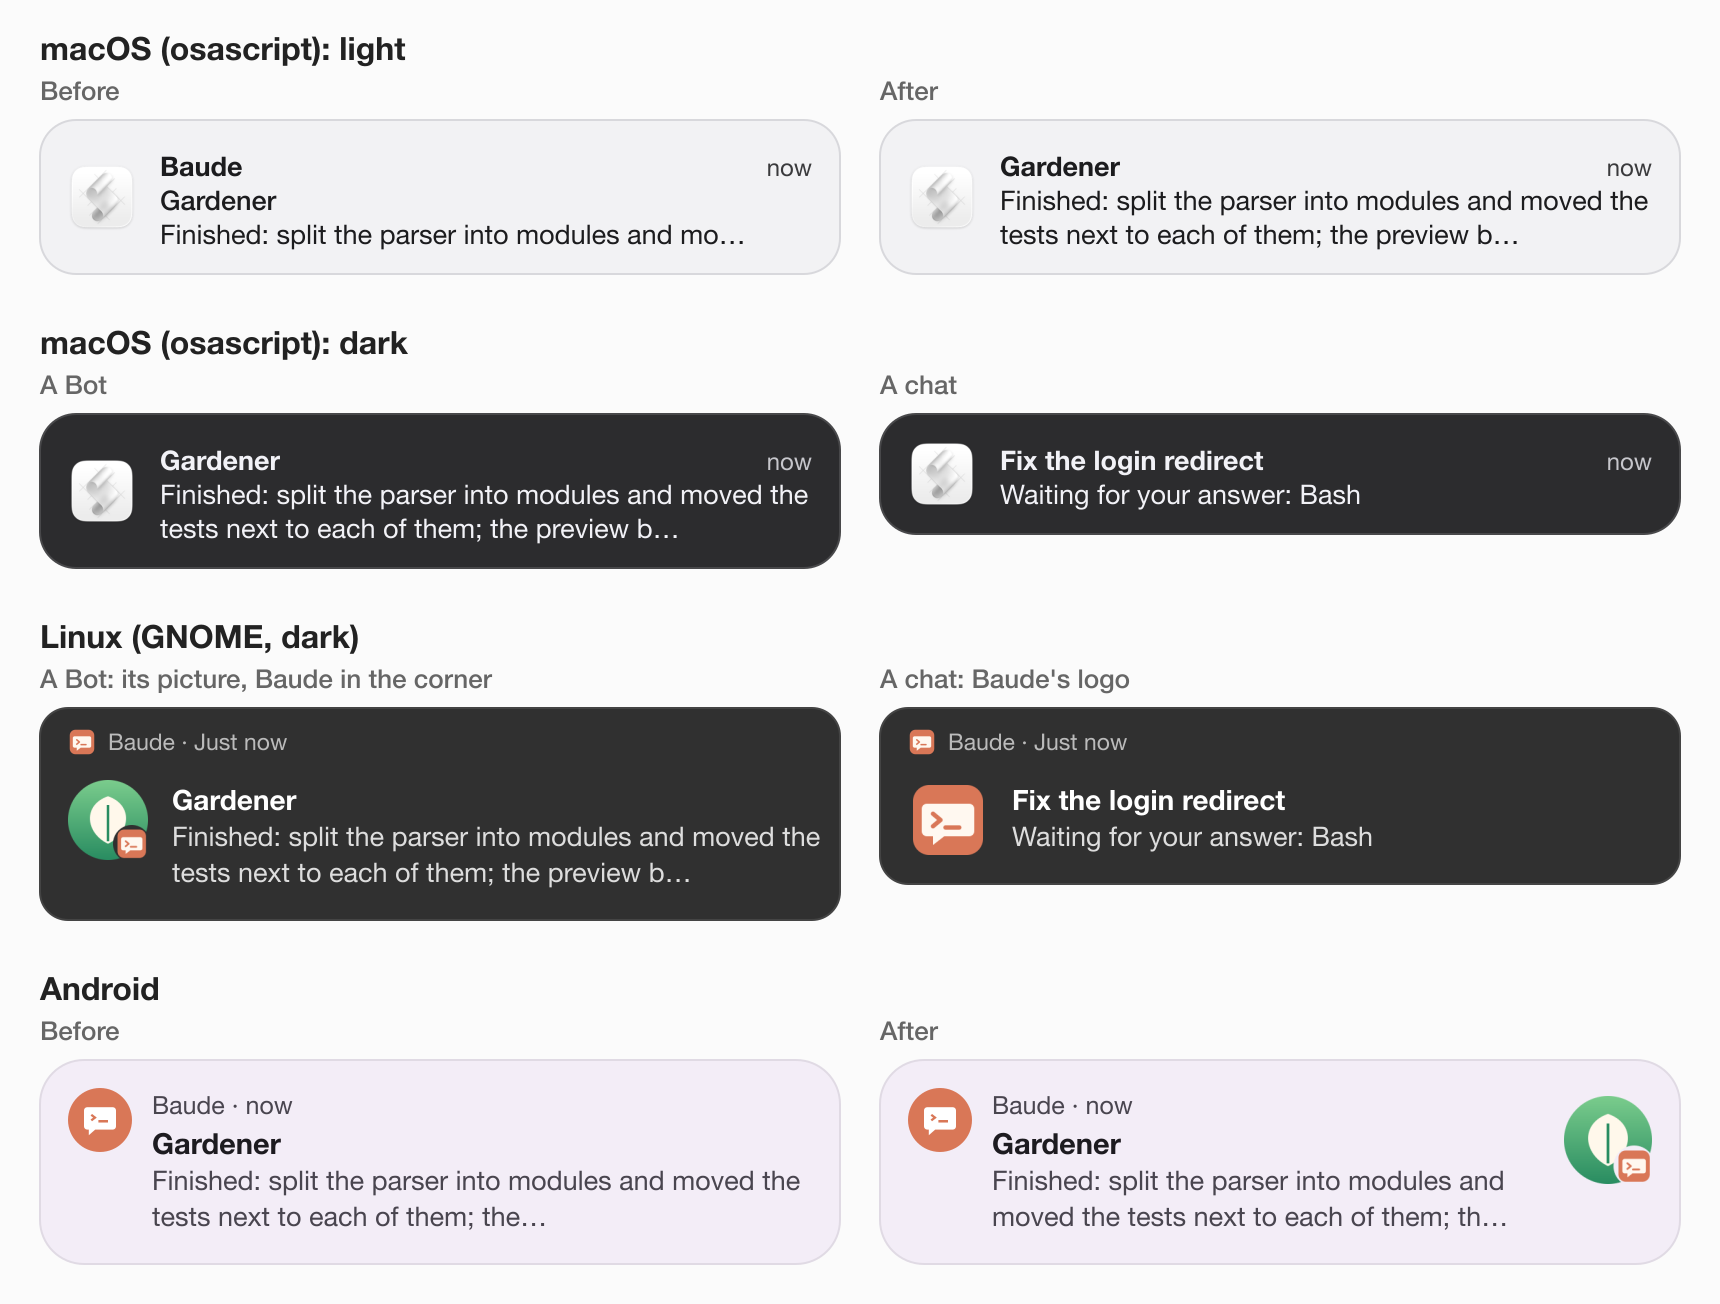 macOS (osascript): light
Before
After
Baude
now
Gardener
Finished: split the parser into modules and mo…
Gardener
now
Finished: split the parser into modules and moved the
tests next to each of them; the preview b…
macOS (osascript): dark
A Bot
A chat
Gardener
now
Finished: split the parser into modules and moved the
tests next to each of them; the preview b…
Fix the login redirect
now
Waiting for your answer: Bash
Linux (GNOME, dark)
A Bot: its picture, Baude in the corner
A chat: Baude's logo
Baude · Just now
Gardener
Finished: split the parser into modules and moved the
tests next to each of them; the preview b…
Baude · Just now
Fix the login redirect
Waiting for your answer: Bash
Android
Before
After
Baude · now
Gardener
Finished: split the parser into modules and moved the
tests next to each of them; the…
Baude · now
Gardener
Finished: split the parser into modules and
moved the tests next to each of them; th…